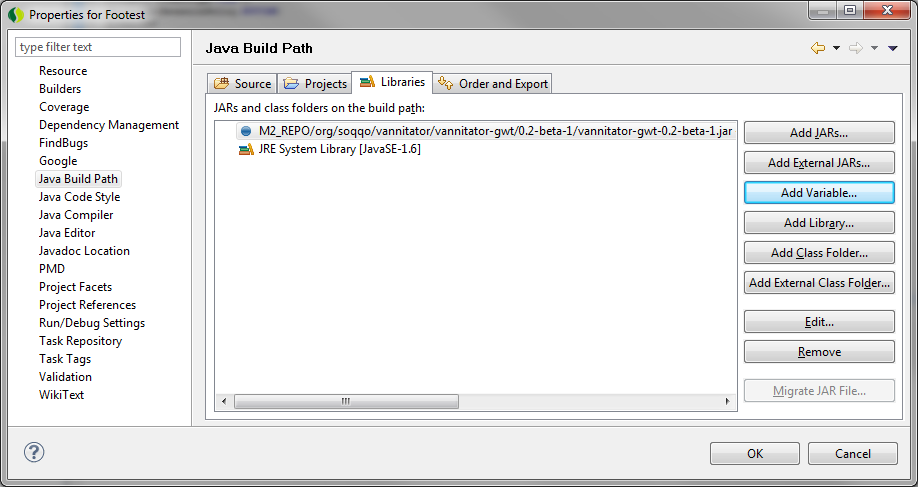 Properties for Footest
type filter text
Resource
Builders
Coverage
Dependency Management
FindBugs
Google
Java Build Path
Java Code Style
Java Compiler
Java Editor
Javadoc Location
PMD
Project Facets
Project References
Run/Debug Settings
Task Repository
Task Tags
Validation
WikiText
Java Build Path
Source Projects Libraries Order and Export
JARs and class folders on the build path:
M2_REPO/org/soqqo/vannitator/vannitator-gwt/0.2-beta-1/vannitator-gwt-0.2-beta-1.jar
JRE System Library [JavaSE-1.6]
Add JARs...
Add External JARs...
Add Variable...
Add Library...
Add Class Folder...
Add External Class Folder...
Edit...
Remove
Migrate JAR File...
OK Cancel